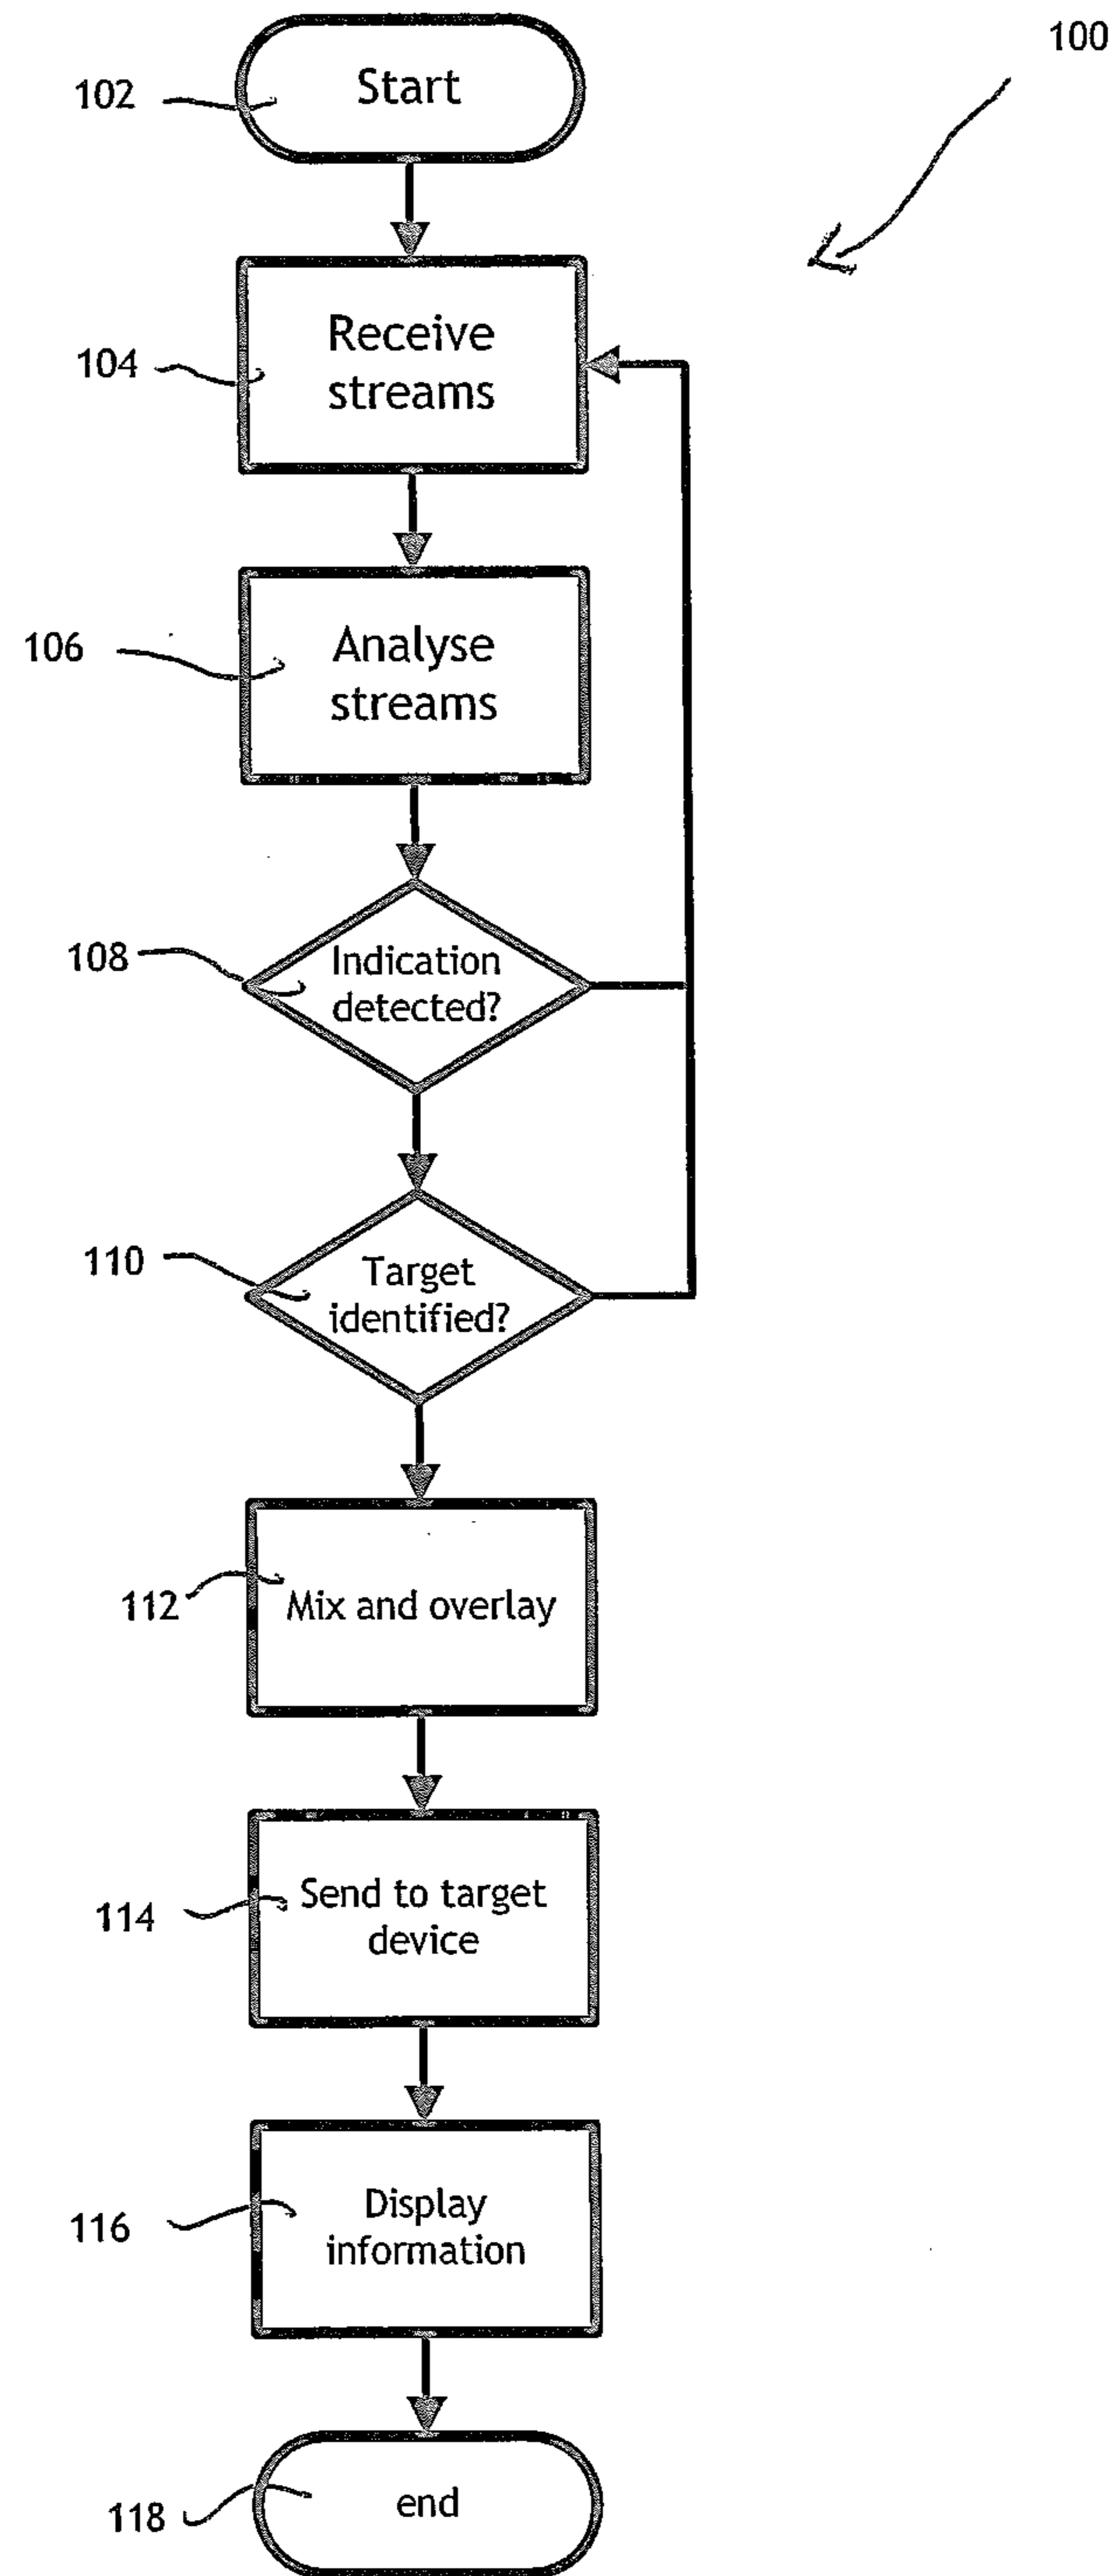 100
102
Start
104
Receive
streams
106
Analyse
streams
108
Indication
detected?
110
Target
identified?
112
Mix and overlay
114
Send to target
device
116
Display
information
118
end